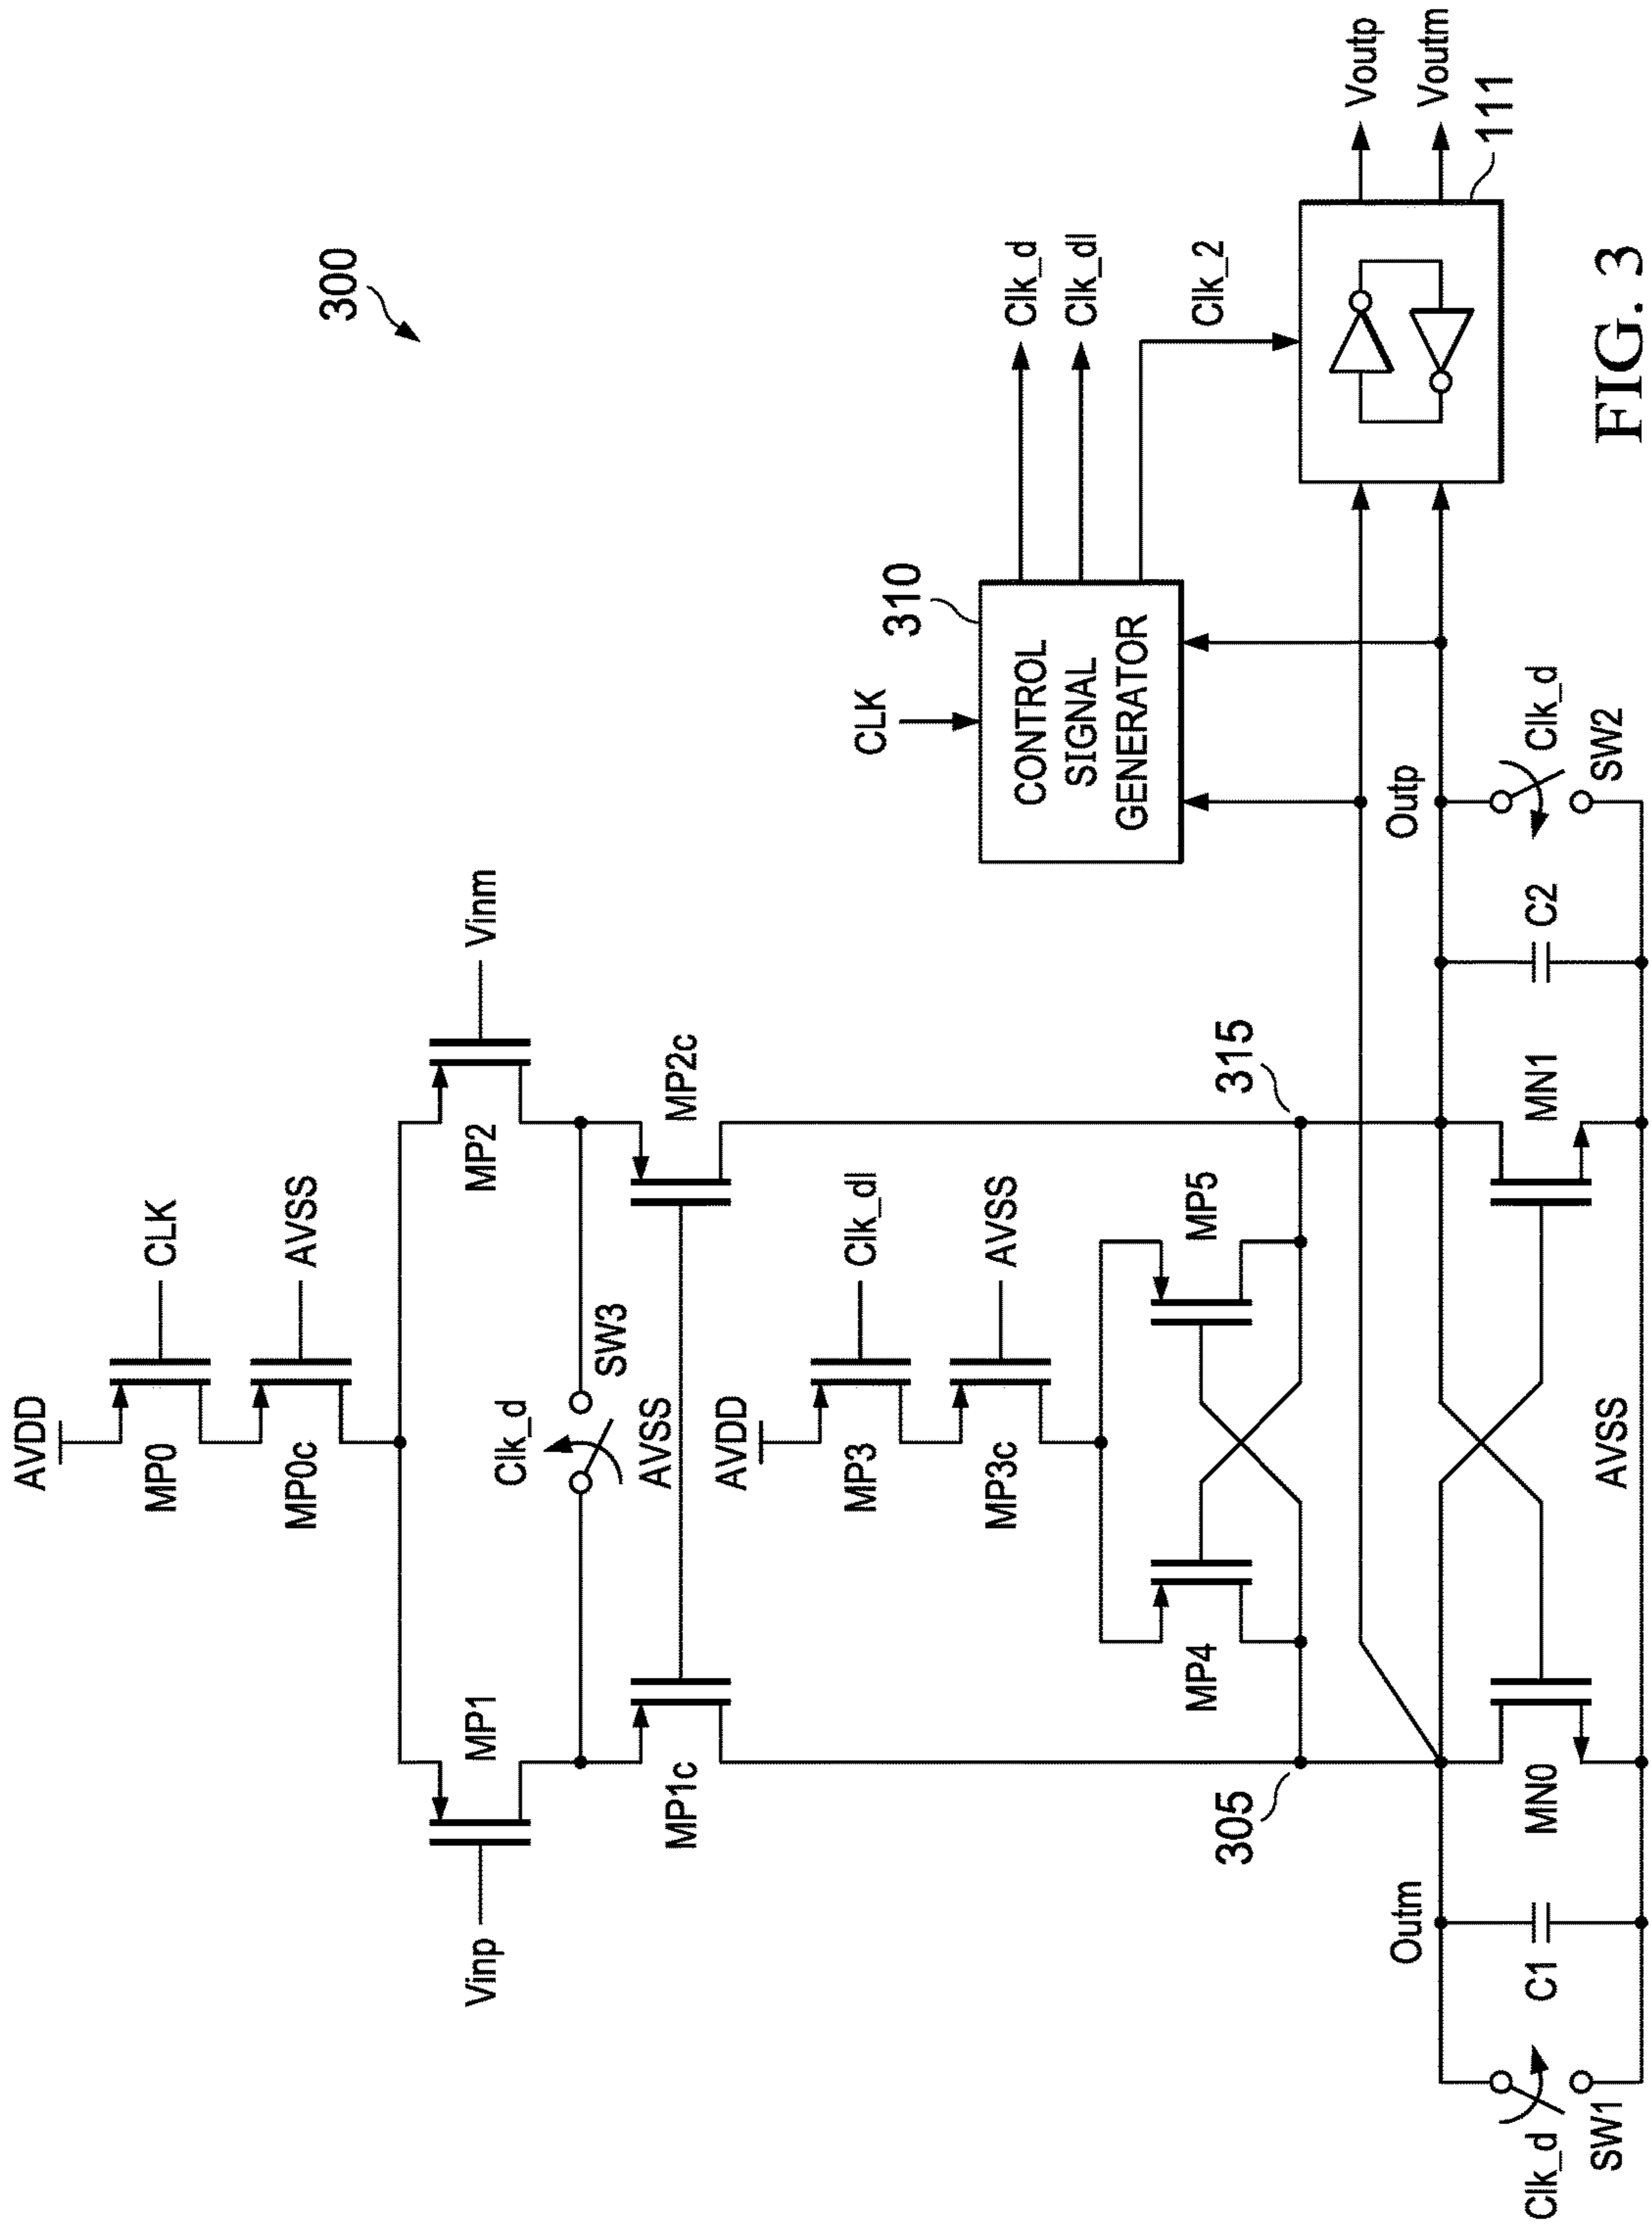 300
AVDD
CLK
MP0
AVSS
MP0c
Vinp
MP1
MP2
Vinm
Clk_d
SW3
MP1c
AVSS
MP2c
AVDD
Clk_dl
MP3
AVSS
MP3c
MP4
MP5
305
315
CLK
310
CONTROL
SIGNAL
GENERATOR
Clk_d
Clk_dl
Clk_2
Voutp
Voutm
111
Outm
Outp
Clk_d
SW1
C1
MN0
MN1
C2
Clk_d
SW2
AVSS
FIG. 3